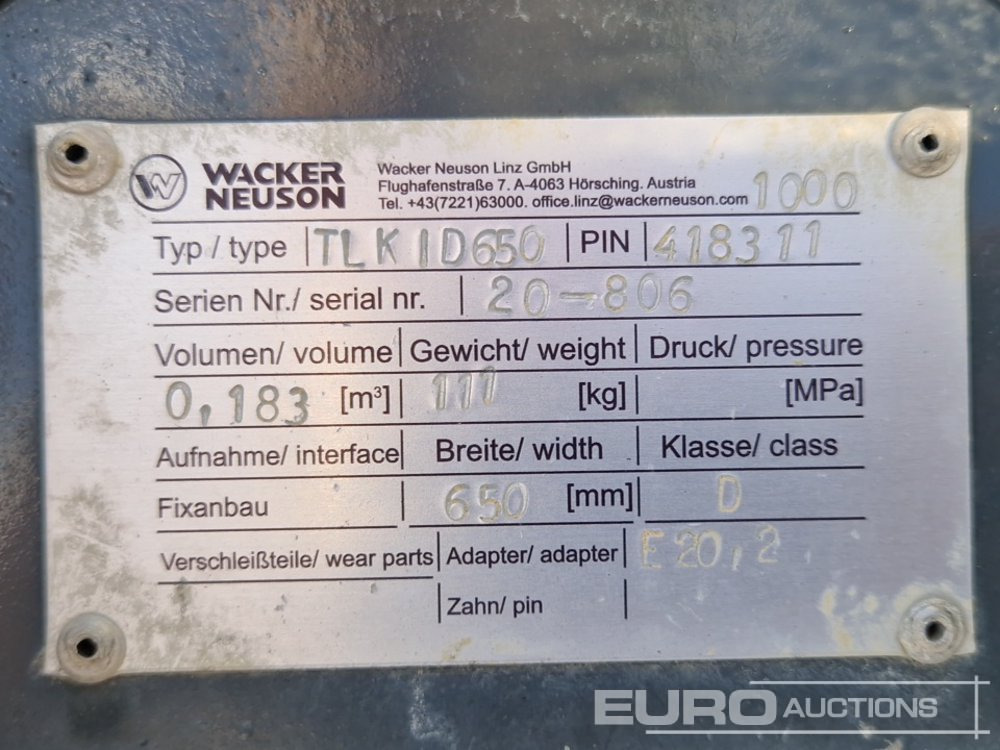 WACKER NEUSON
Wacker Neuson Linz GmbH
Flughafenstraße 7. A-4063 Hörsching. Austria
Tel. +43(7221)63000. office.linz@wackerneuson.com 1000
Typ / type TLK1D650 PIN 418311
Serien Nr./ serial nr. 20-806
Volumen/ volume Gewicht/ weight Druck/ pressure
0,183 [m³] 111 [kg] [MPa]
Aufnahme/ interface Breite/ width Klasse/ class
Fixanbau 650 [mm] D
Verschleißteile/ wear parts Adapter/ adapter E20,2
Zahn/ pin
EURO AUCTIONS